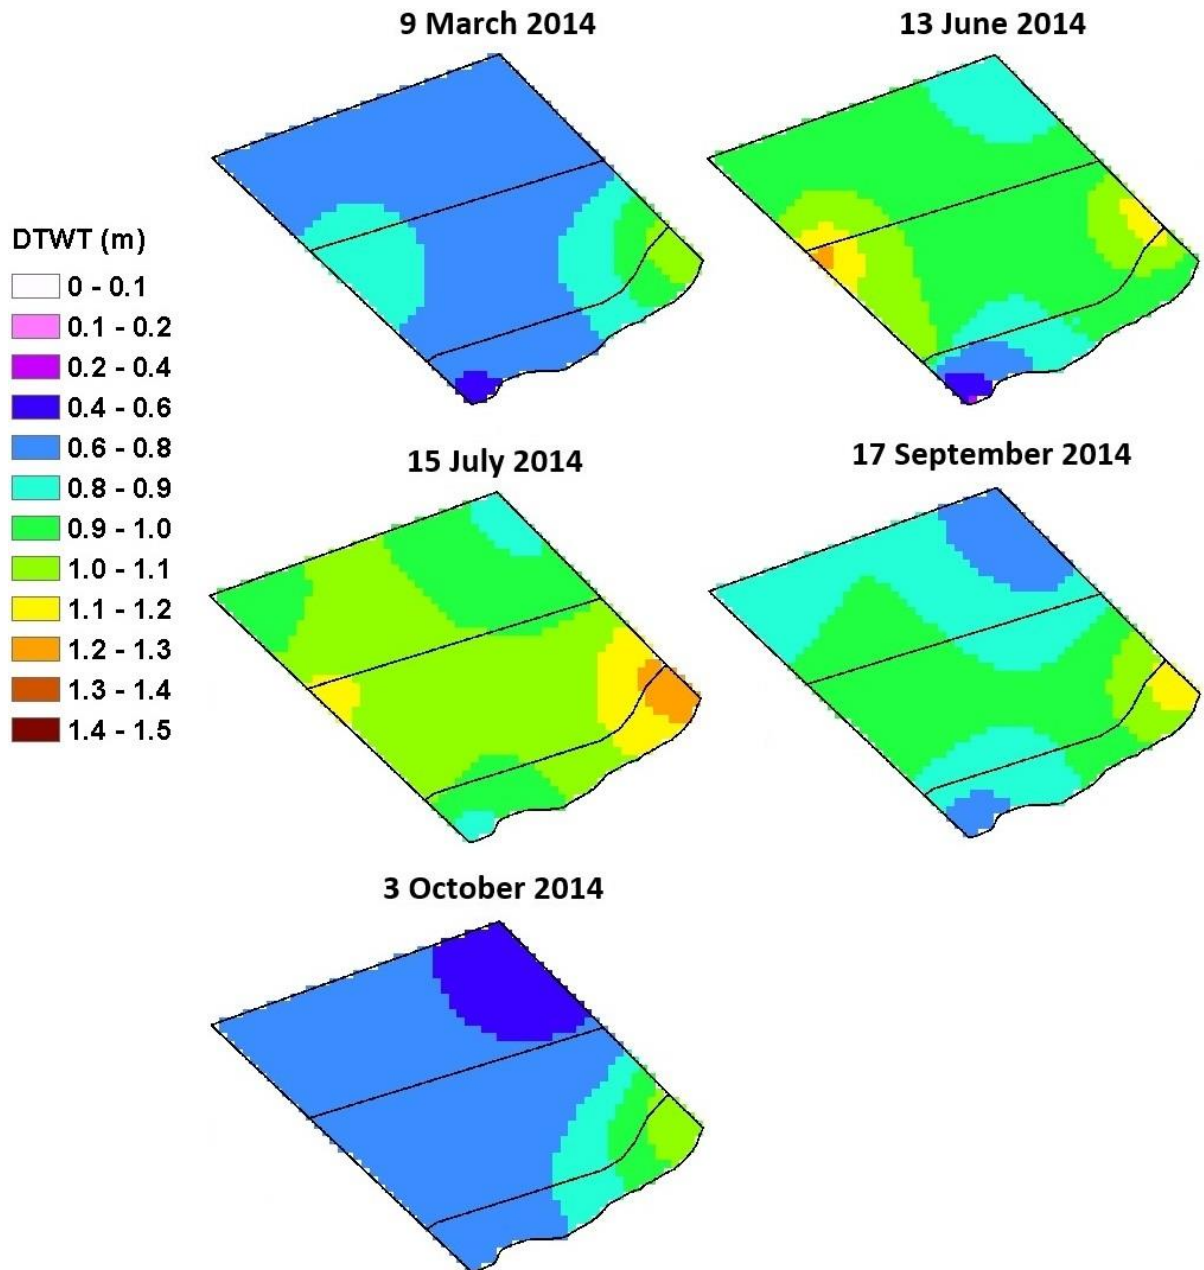 9 March 2014
13 June 2014
DTWT (m)
0 - 0.1
0.1 - 0.2
0.2 - 0.4
0.4 - 0.6
0.6 - 0.8
0.8 - 0.9
0.9 - 1.0
1.0 - 1.1
1.1 - 1.2
1.2 - 1.3
1.3 - 1.4
1.4 - 1.5
15 July 2014
17 September 2014
3 October 2014